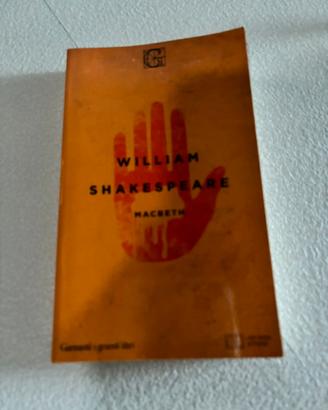 G
WILLIAM
SHAKESPEARE
MACBETH
Garzanti i grandi libri